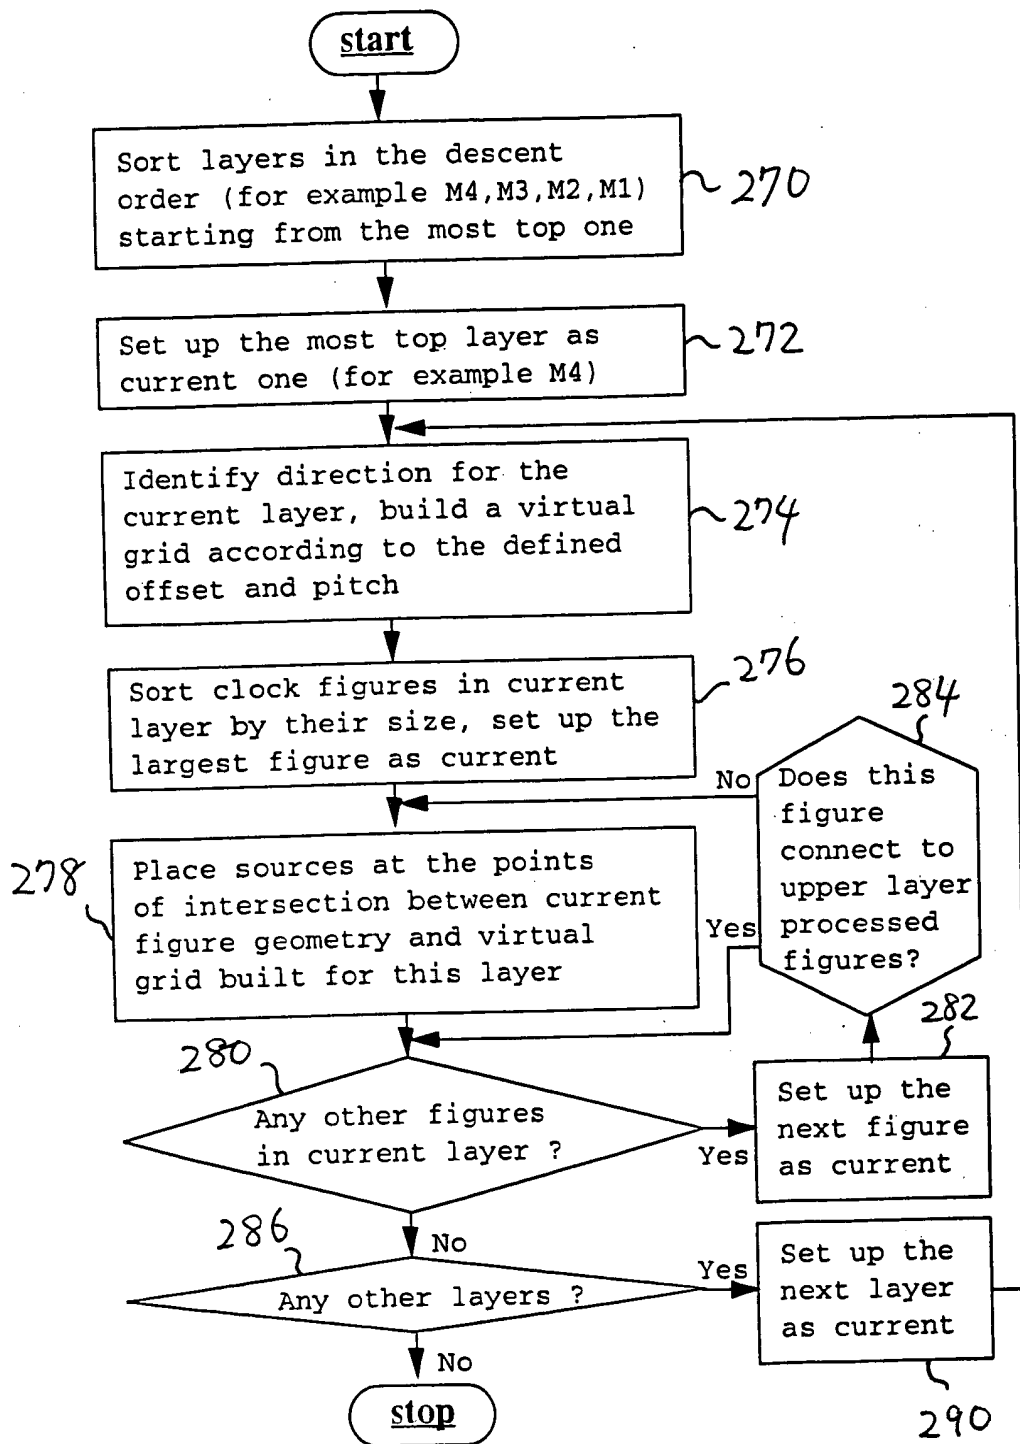 start
Sort layers in the descent
order (for example M4,M3,M2,M1)
starting from the most top one
270
Set up the most top layer as
current one (for example M4)
272
Identify direction for the
current layer, build a virtual
grid according to the defined
offset and pitch
274
Sort clock figures in current
layer by their size, set up the
largest figure as current
276
284
Does this
figure
connect to
upper layer
processed
figures?
No
Yes
278
Place sources at the points
of intersection between current
figure geometry and virtual
grid built for this layer
280
Any other figures
in current layer ?
Yes
282
Set up the
next figure
as current
No
286
Any other layers ?
Yes
Set up the
next layer
as current
290
No
stop